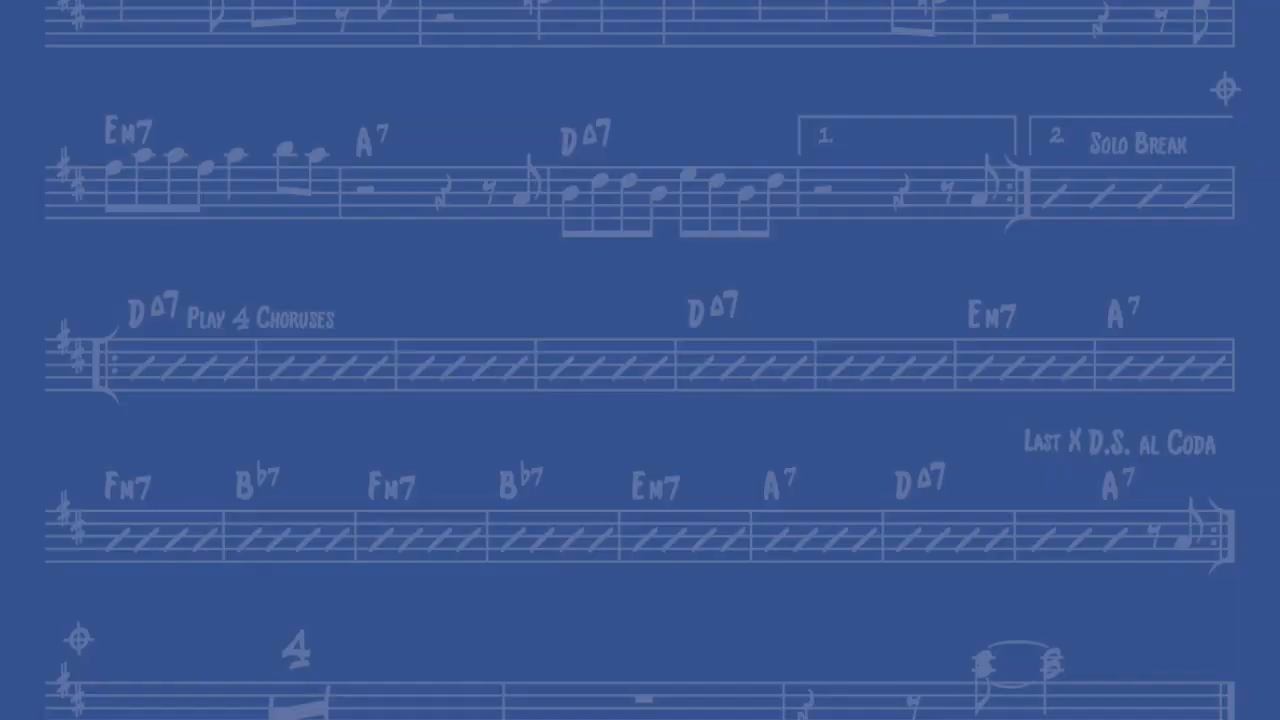 Em7 A7 D△7 1. 2. Solo Break
D△7 Play 4 Choruses D△7 Em7 A7
Last X D.S. al Coda
Fm7 B♭7 Fm7 B♭7 Em7 A7 D△7 A7
4